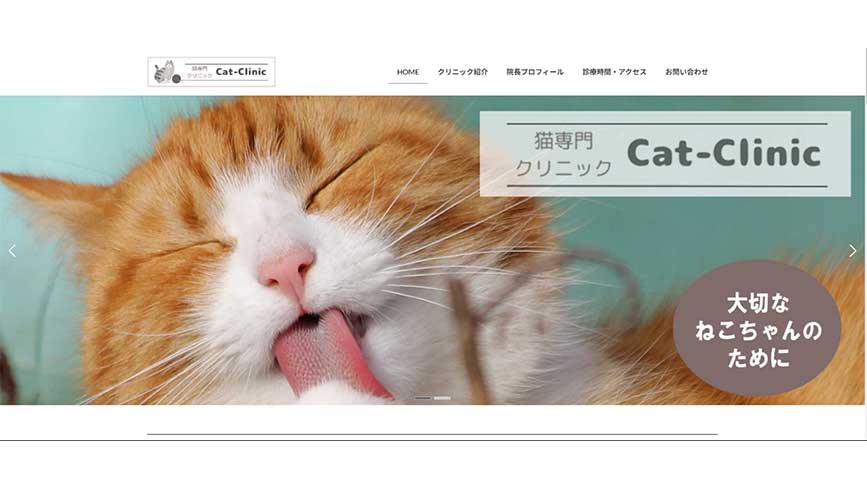 猫専門
クリニック
Cat-Clinic
HOME
クリニック紹介
院長プロフィール
診療時間・アクセス
お問い合わせ
猫専門
クリニック
Cat-Clinic
大切な
ねこちゃんの
ために